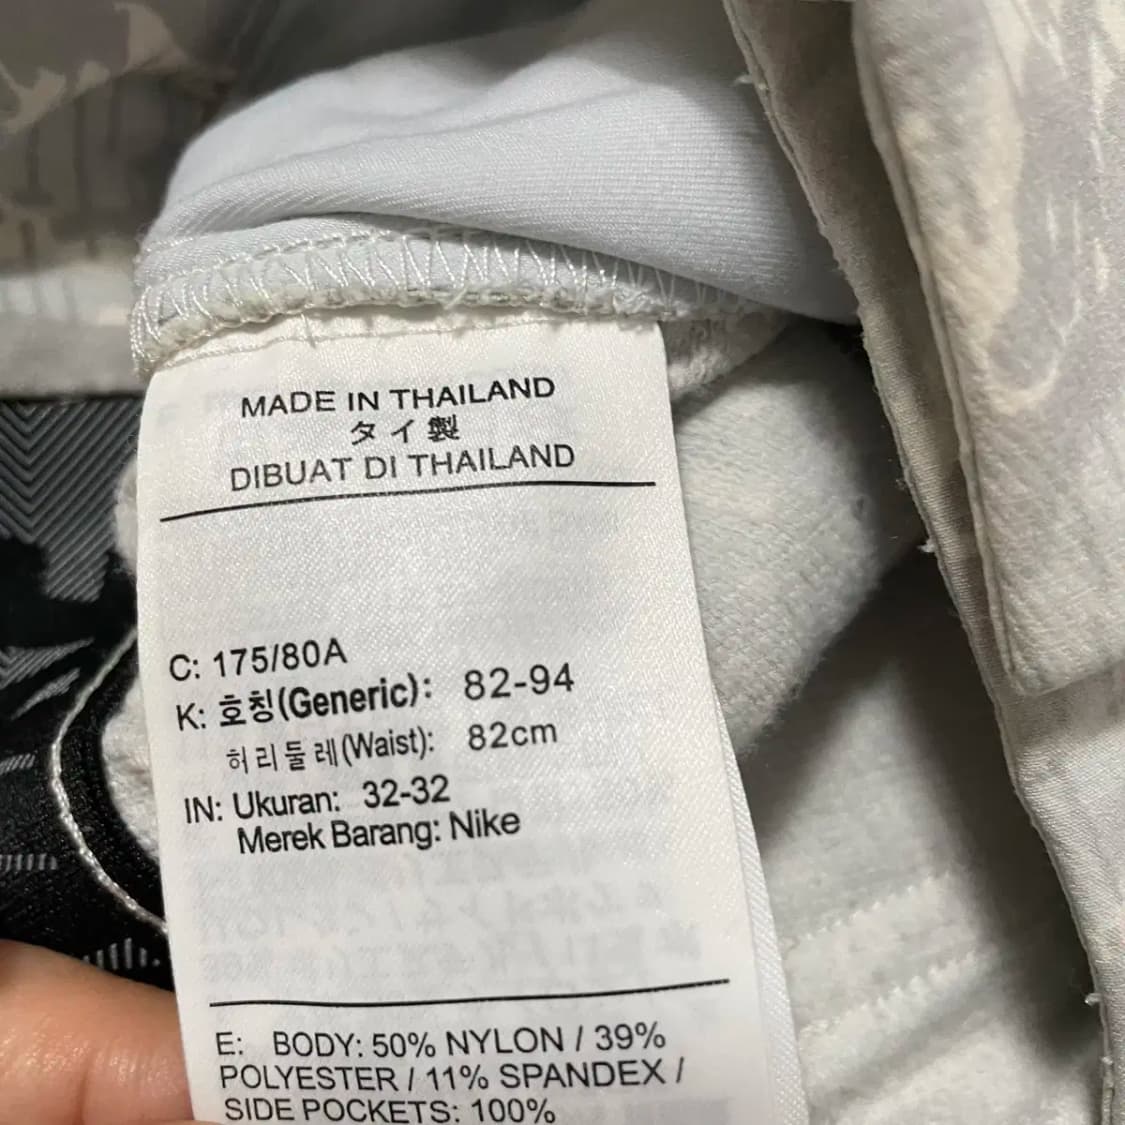 MADE IN THAILAND
タイ製
DIBUAT DI THAILAND
C: 175/80A
K: 호칭(Generic): 82-94
허리둘레(Waist): 82cm
IN: Ukuran: 32-32
Merek Barang: Nike
E: BODY: 50% NYLON / 39%
POLYESTER / 11% SPANDEX /
SIDE POCKETS: 100%